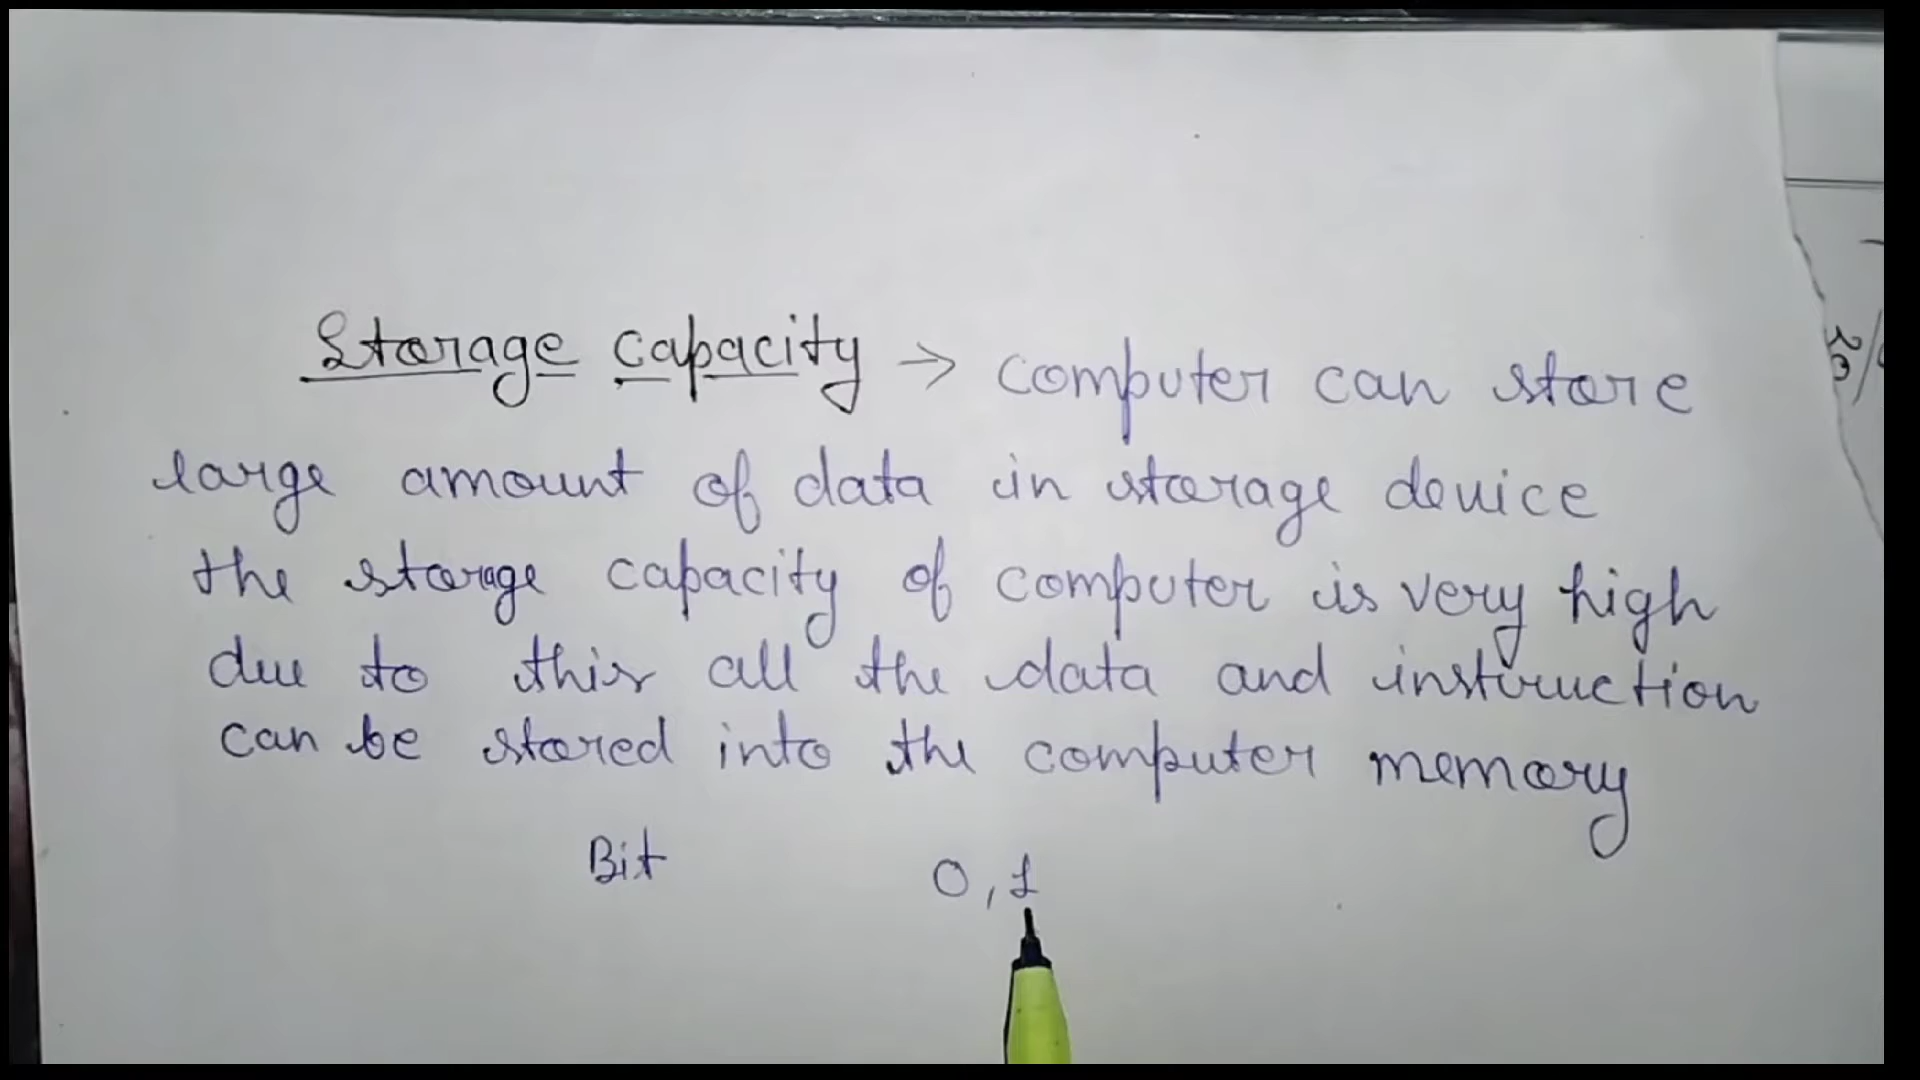 Storage capacity → computer can store
large amount of data in storage device
the storage capacity of computer is very high
due to this all the data and instruction
can be stored into the computer memory
Bit 0, 1